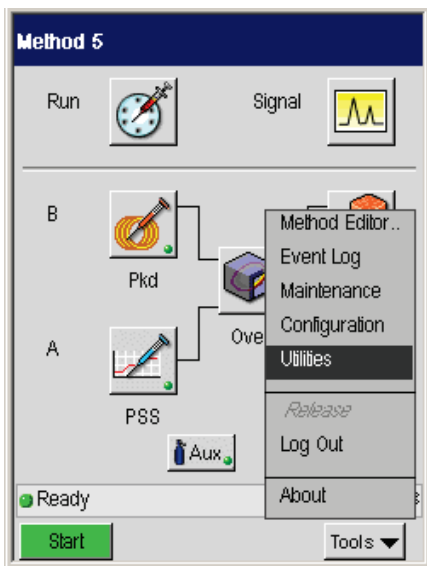 Method 5
Run
Signal
B
Method Editor..
Event Log
Pkd
Maintenance
Configuration
A
Ove
Utilities
PSS
Release
Aux
Log Out
Ready
About
Start
Tools